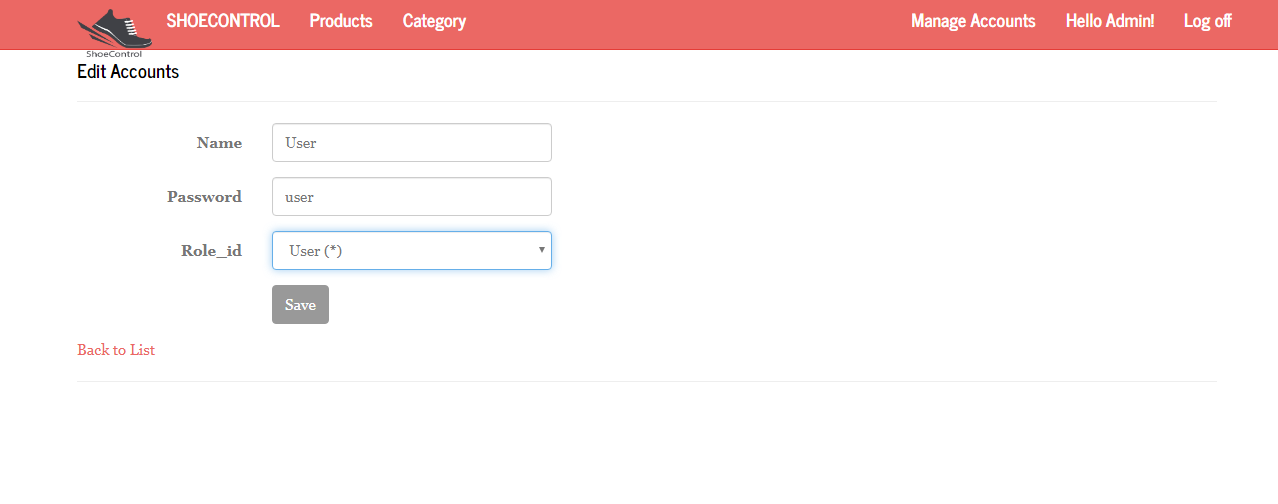 SHOECONTROL Products Category Manage Accounts Hello Admin! Log off
ShoeControl
Edit Accounts
Name User
Password user
Role_id User (*)
Save
Back to List